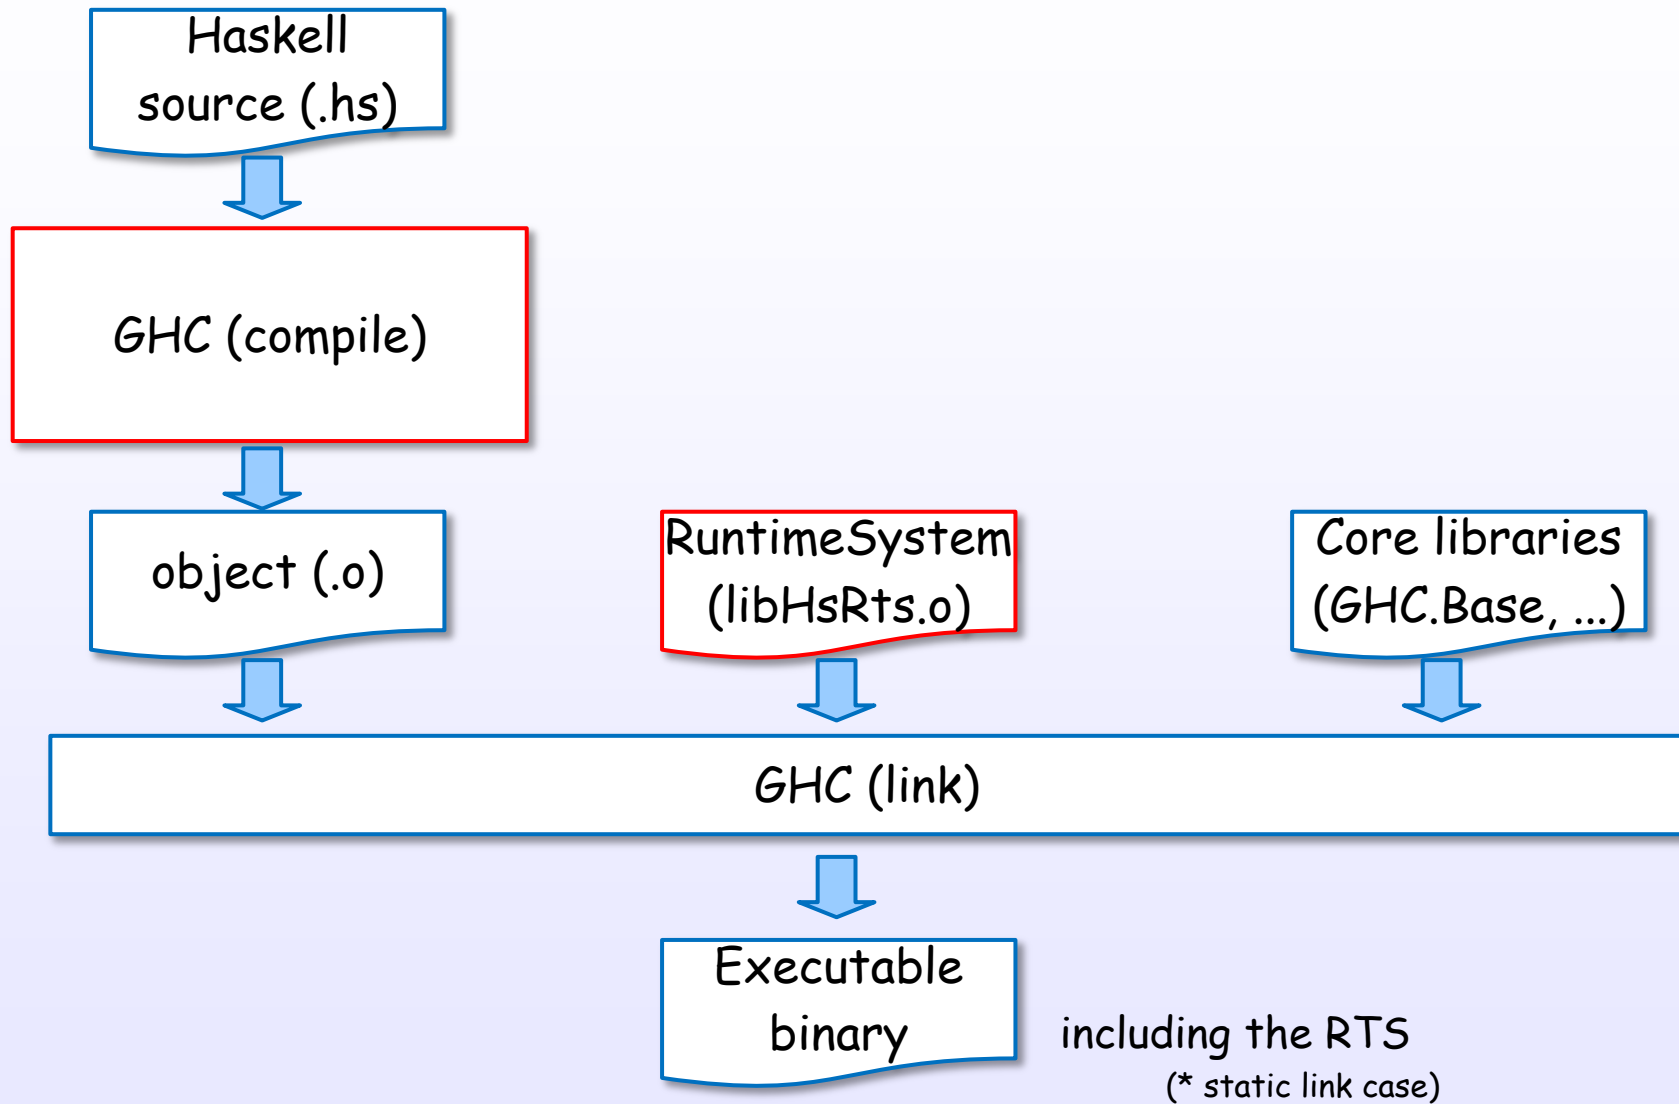 Haskell
source (.hs)
GHC (compile)
object (.o)
RuntimeSystem
(libHsRts.o)
Core libraries
(GHC.Base, ...)
GHC (link)
Executable
binary
including the RTS
(* static link case)